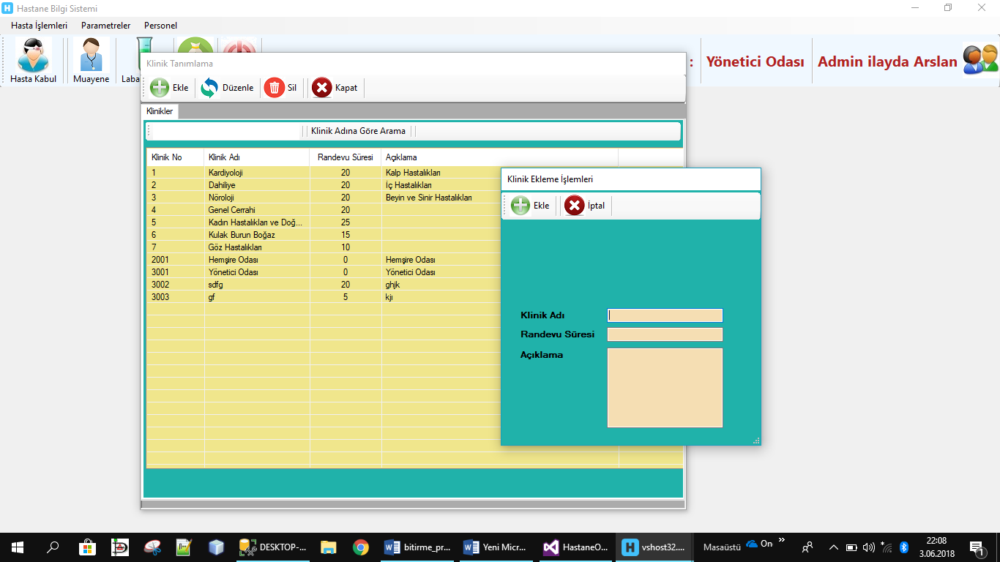 Hastane Bilgi Sistemi
Hasta İşlemleri Parametreler Personel
Hasta Kabul Muayene Laba : Yönetici Odası Admin ilayda Arslan
Klinik Tanımlama
Ekle Düzenle Sil Kapat
Klinikler
Klinik Adına Göre Arama
Klinik No Klinik Adı Randevu Süresi Açıklama
1 Kardiyoloji 20 Kalp Hastalıkları
2 Dahiliye 20 İç Hastalıkları
3 Nöroloji 20 Beyin ve Sinir Hastalıkları
4 Genel Cerrahi 20
5 Kadın Hastalıkları ve Doğ... 25
6 Kulak Burun Boğaz 15
7 Göz Hastalıkları 10
2001 Hemşire Odası 0 Hemşire Odası
3001 Yönetici Odası 0 Yönetici Odası
3002 sdfg 20 ghjk
3003 gf 5 kjı
Klinik Ekleme İşlemleri
Ekle İptal
Klinik Adı
Randevu Süresi
Açıklama
DESKTOP-... bitirme_pr... Yeni Micr... HastaneO... vshost32.... Masaüstü On 22:08
3.06.2018
1